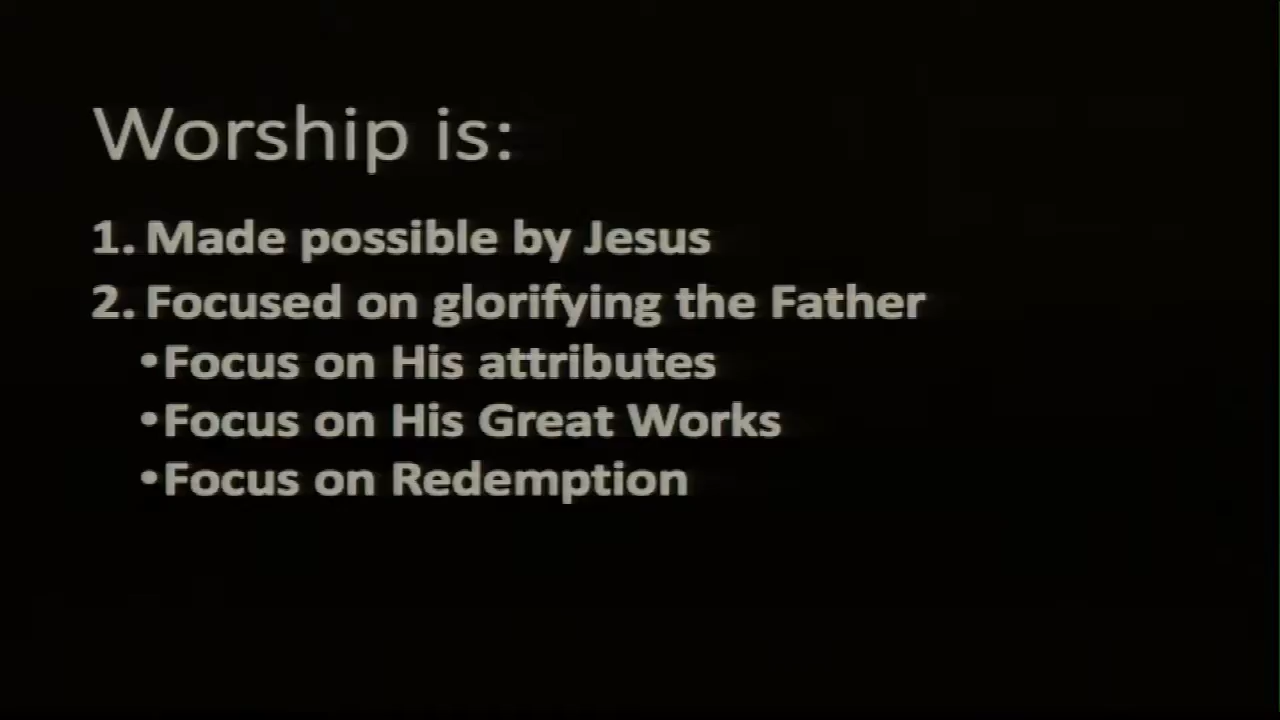 Worship is:
1. Made possible by Jesus
2. Focused on glorifying the Father
•Focus on His attributes
•Focus on His Great Works
•Focus on Redemption